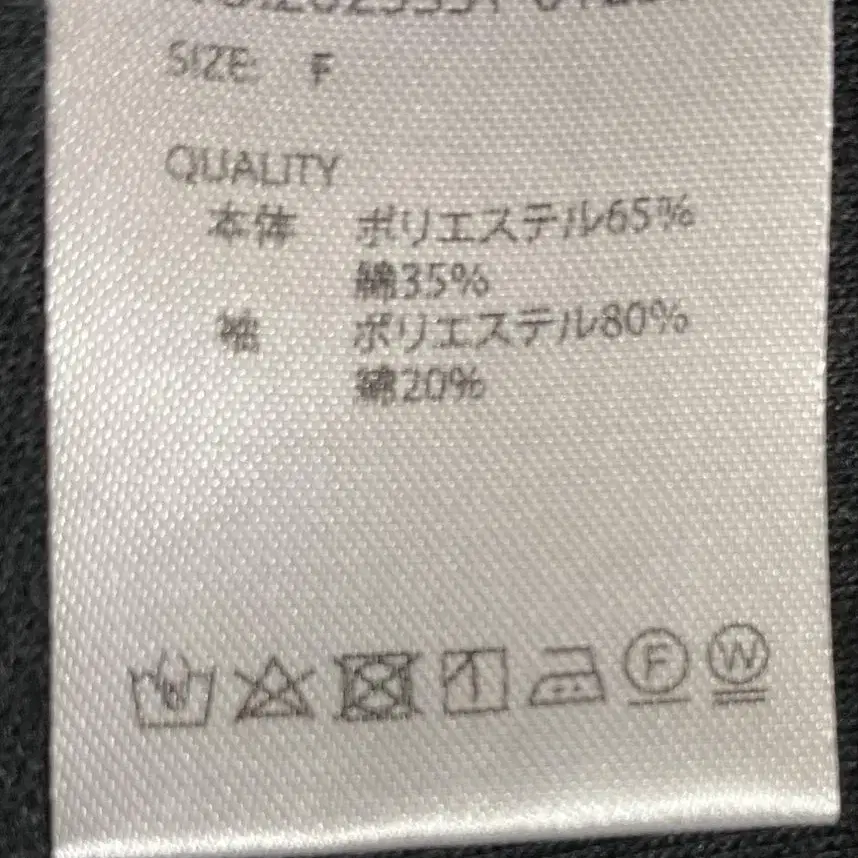 SIZE: F
QUALITY
本体 ポリエステル65%
綿35%
袖 ポリエステル80%
綿20%
F W